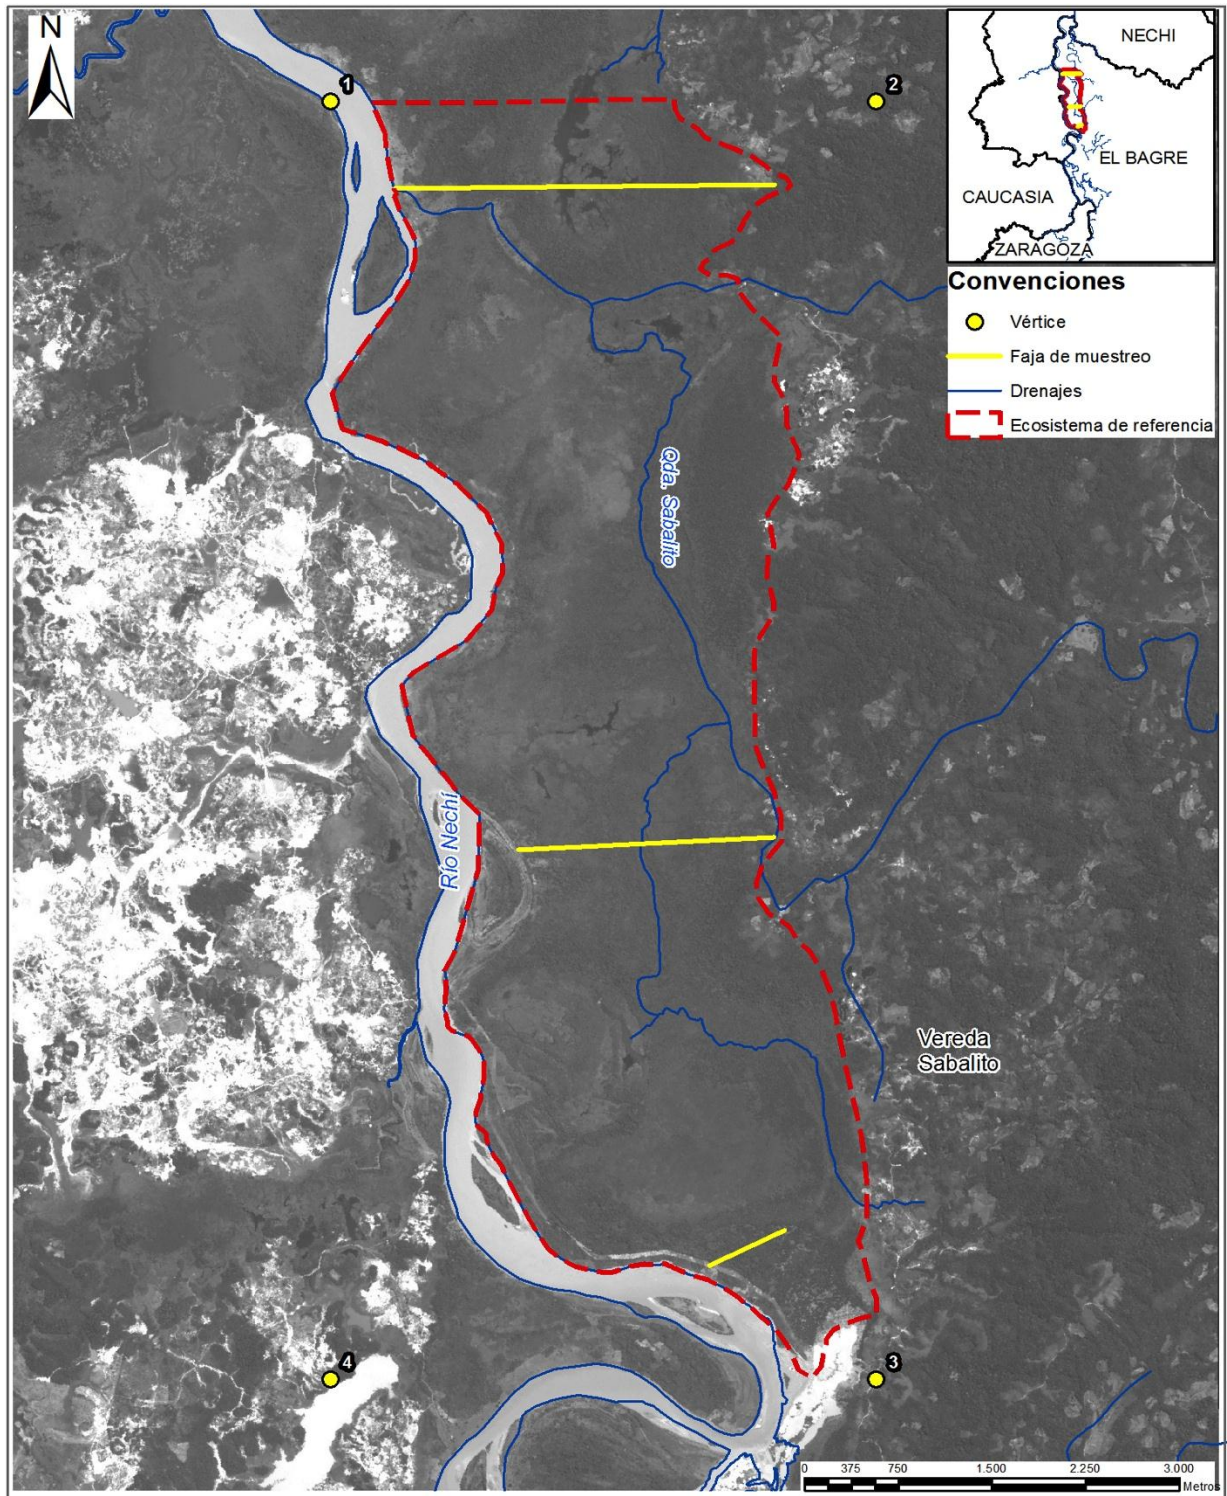 N
1
2
NECHI
EL BAGRE
CAUCASIA
ZARAGOZA
Convenciones
Vértice
Faja de muestreo
Drenajes
Ecosistema de referencia
Qda. Sabalito
Río Nechí
Vereda
Sabalito
4
3
0 375 750 1.500 2.250 3.000
Metros